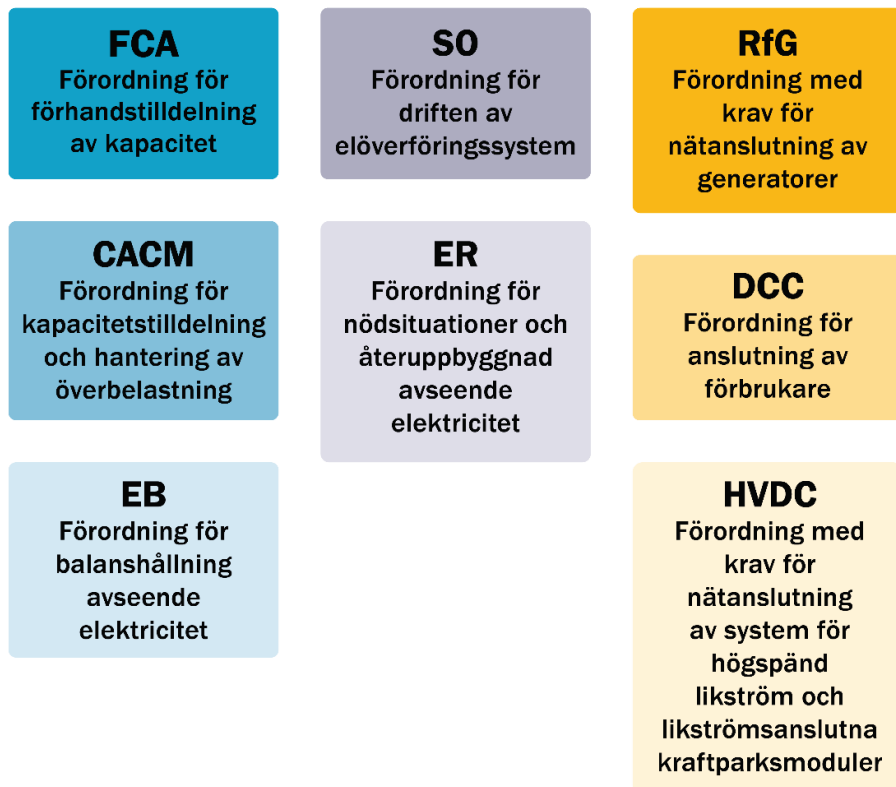 FCA
Förordning för
förhandstilldelning
av kapacitet
CACM
Förordning för
kapacitetstilldelning
och hantering av
överbelastning
EB
Förordning för
balanshållning
avseende
elektricitet
SO
Förordning för
driften av
elöverföringssystem
ER
Förordning för
nödsituationer och
återuppbyggnad
avseende
elektricitet
RfG
Förordning med
krav för
nätanslutning av
generatorer
DCC
Förordning för
anslutning av
förbrukare
HVDC
Förordning med
krav för
nätanslutning
av system för
högspänd
likström och
likströmsanslutna
kraftparksmoduler